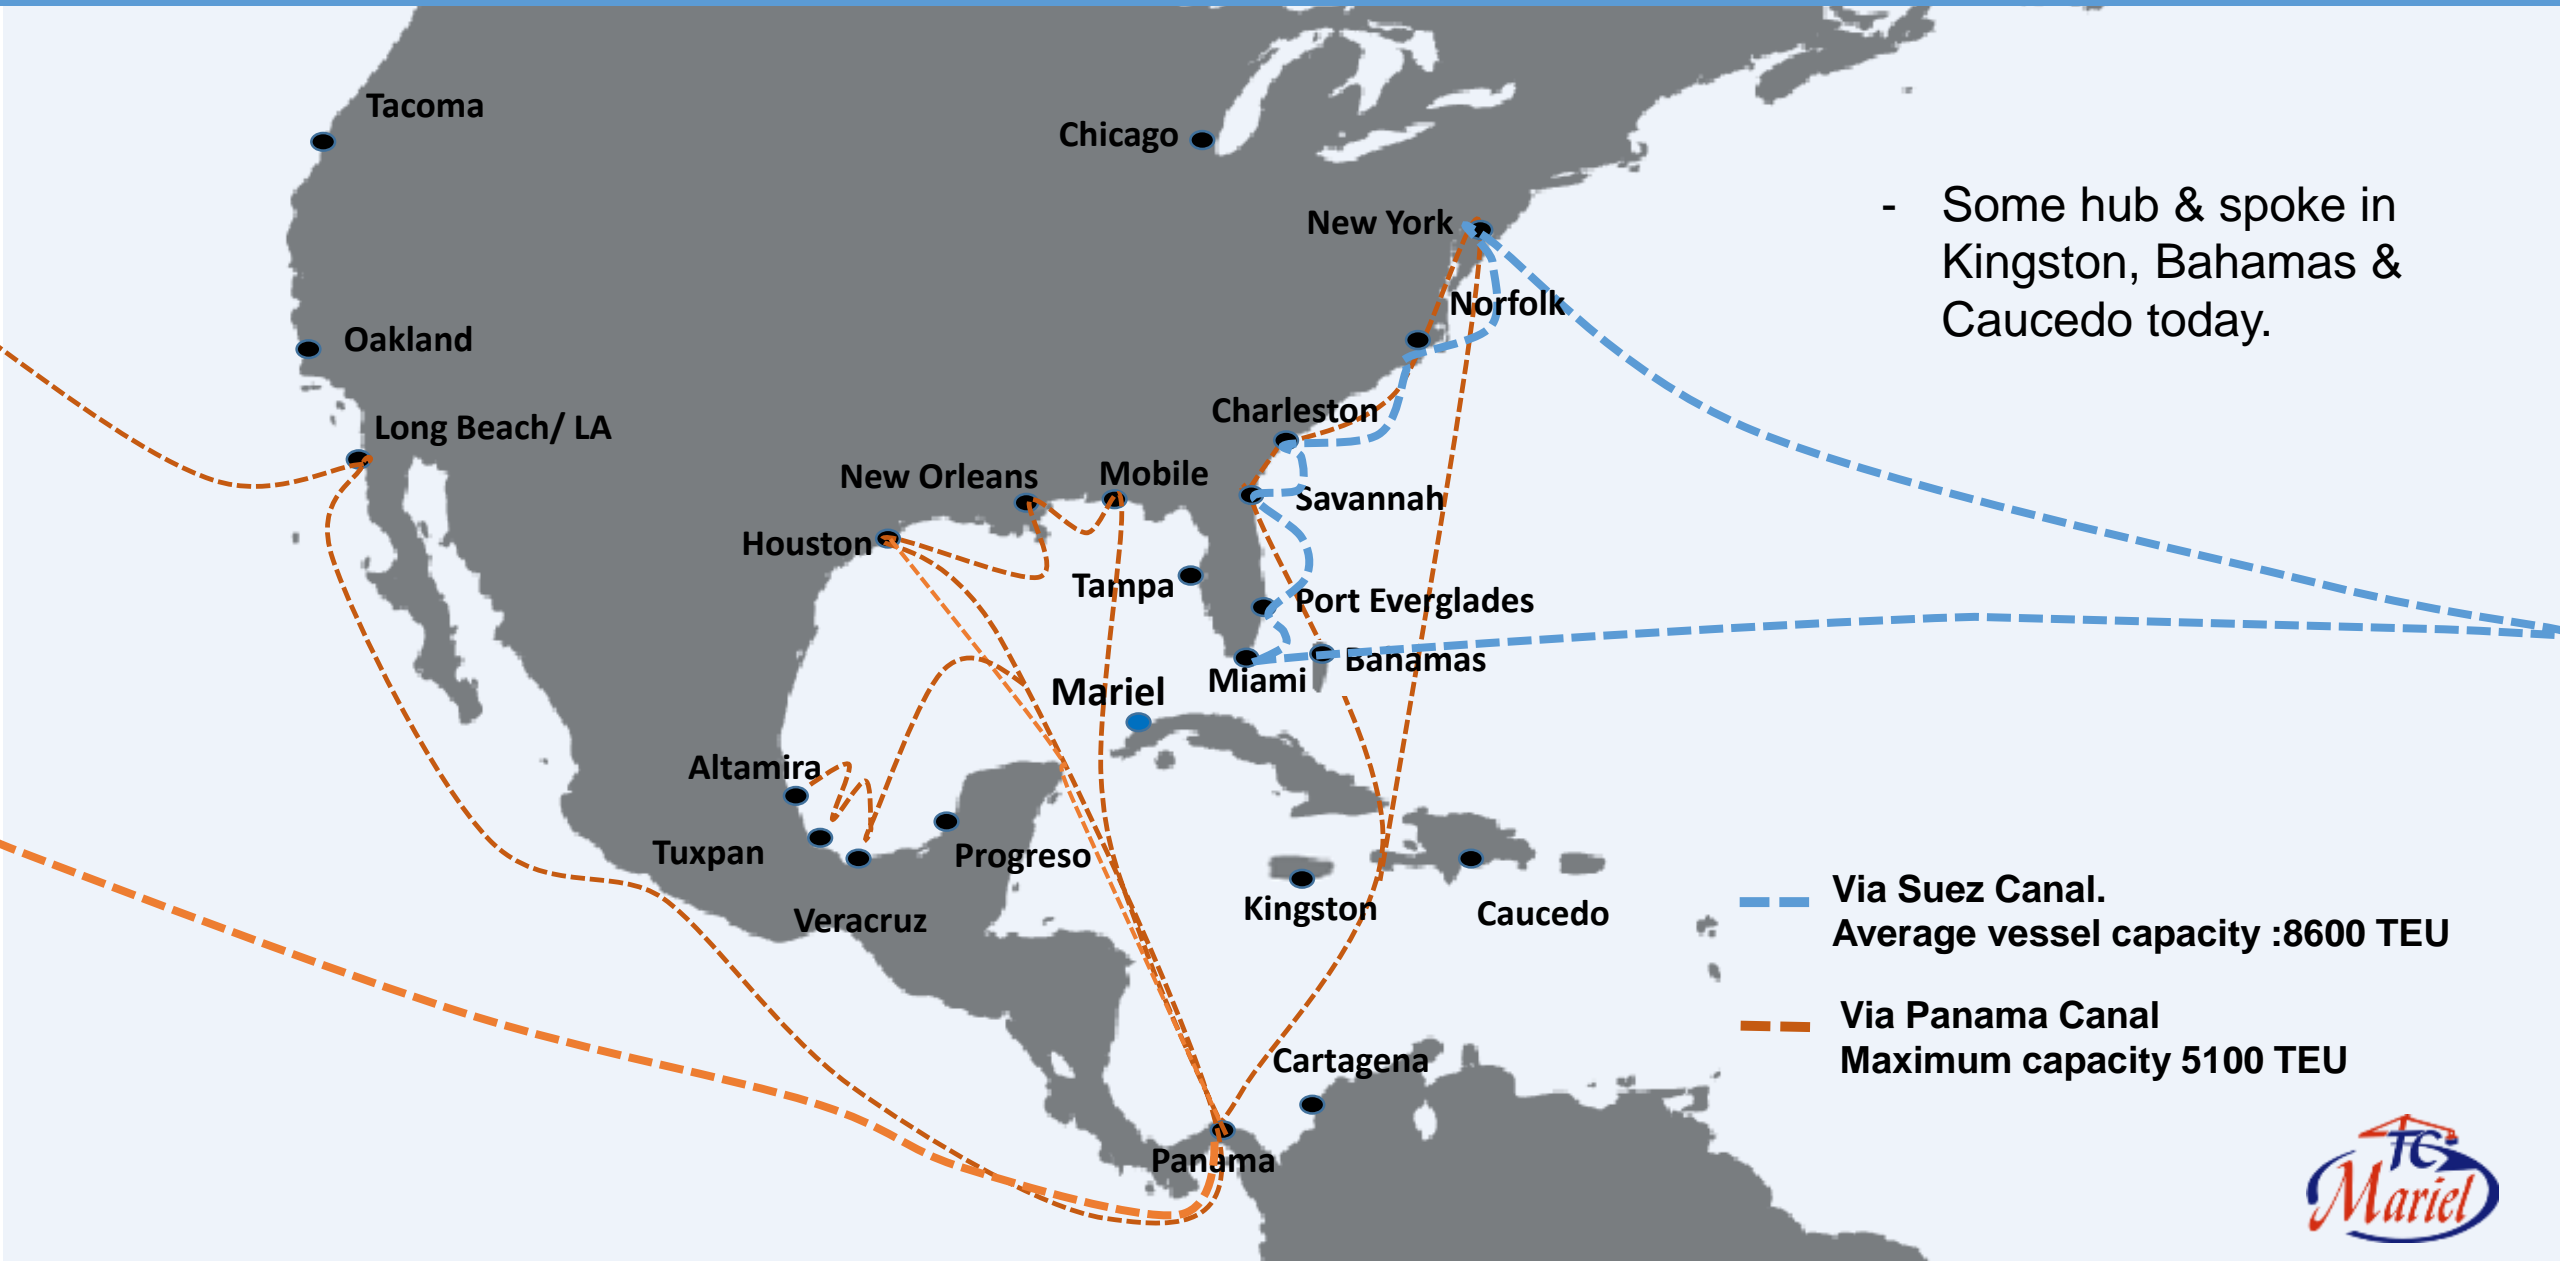 Tacoma
Chicago
- Some hub & spoke in
Kingston, Bahamas &
Caucedo today.
New York
Norfolk
Oakland
Long Beach/ LA
Charleston
New Orleans
Mobile
Savannah
Houston
Tampa
Port Everglades
Banamas
Miami
Mariel
Altamira
Tuxpan
Progreso
Veracruz
Kingston
Caucedo
Via Suez Canal.
Average vessel capacity :8600 TEU
Via Panama Canal
Maximum capacity 5100 TEU
Cartagena
Panama
TC
Mariel